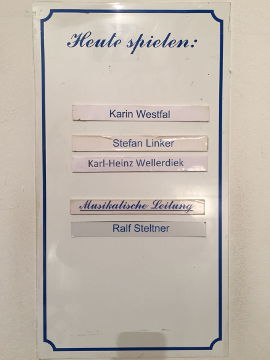 Heute spielen:
Karin Westfal
Stefan Linker
Karl-Heinz Wellerdiek
Musikalische Leitung
Ralf Steltner